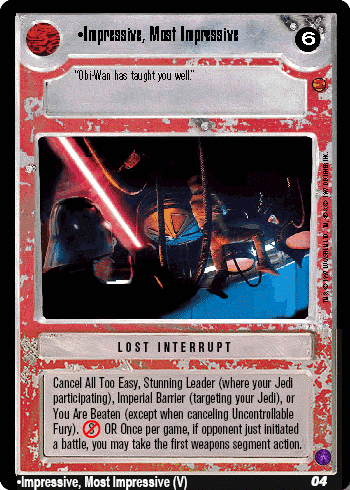 •Impressive, Most Impressive
6
"Obi-Wan has taught you well."
LOST INTERRUPT
Cancel All Too Easy, Stunning Leader (where your Jedi
participating), Imperial Barrier (targeting your Jedi), or
You Are Beaten (except when canceling Uncontrollable
Fury). OR Once per game, if opponent just initiated
a battle, you may take the first weapons segment action.
•Impressive, Most Impressive (V)
04